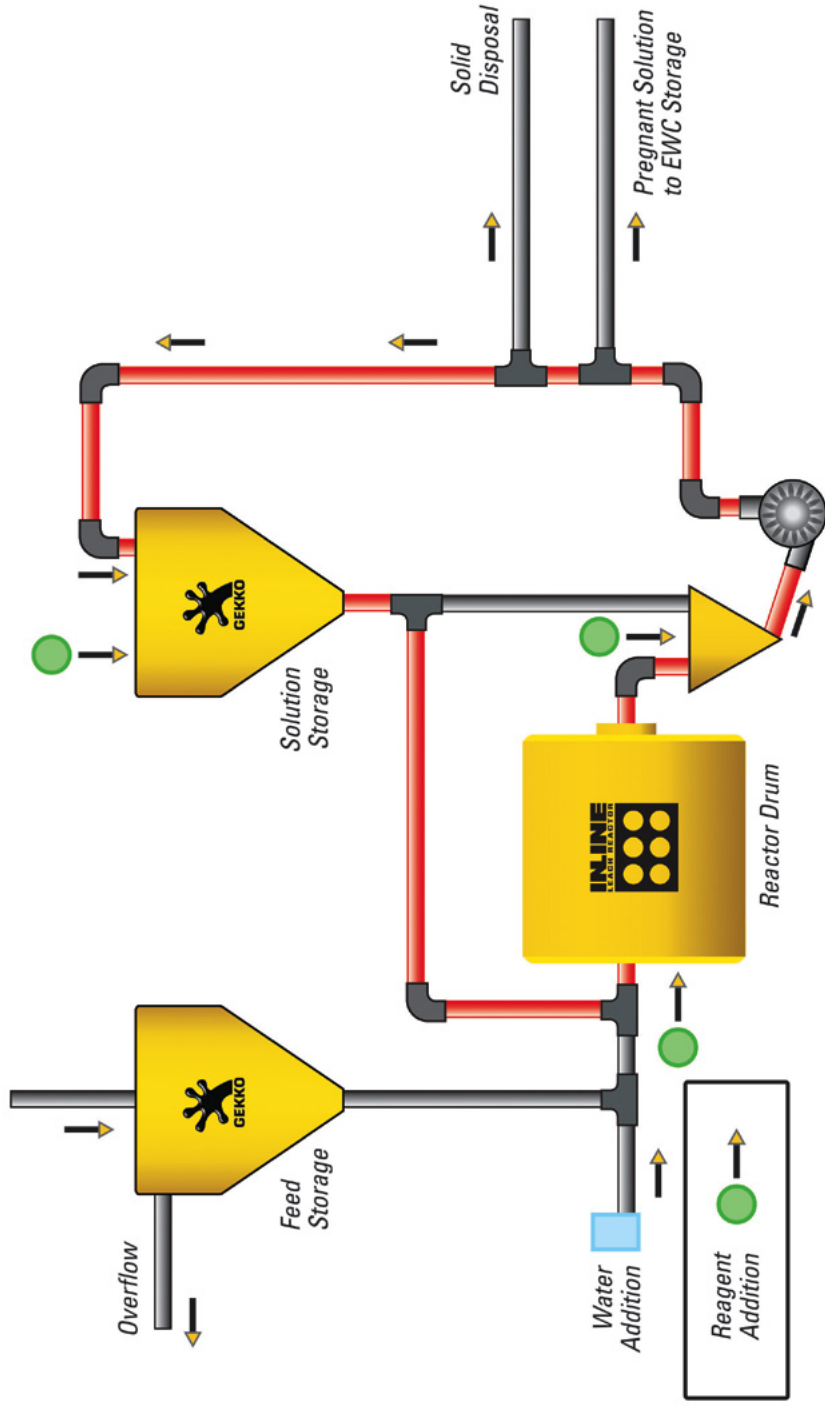 Overflow
GEKKO
Feed
Storage
GEKKO
Solution
Storage
Solid
Disposal
Pregnant Solution
to EWC Storage
Water
Addition
INLINE
LEACH REACTOR
Reactor Drum
Reagent
Addition